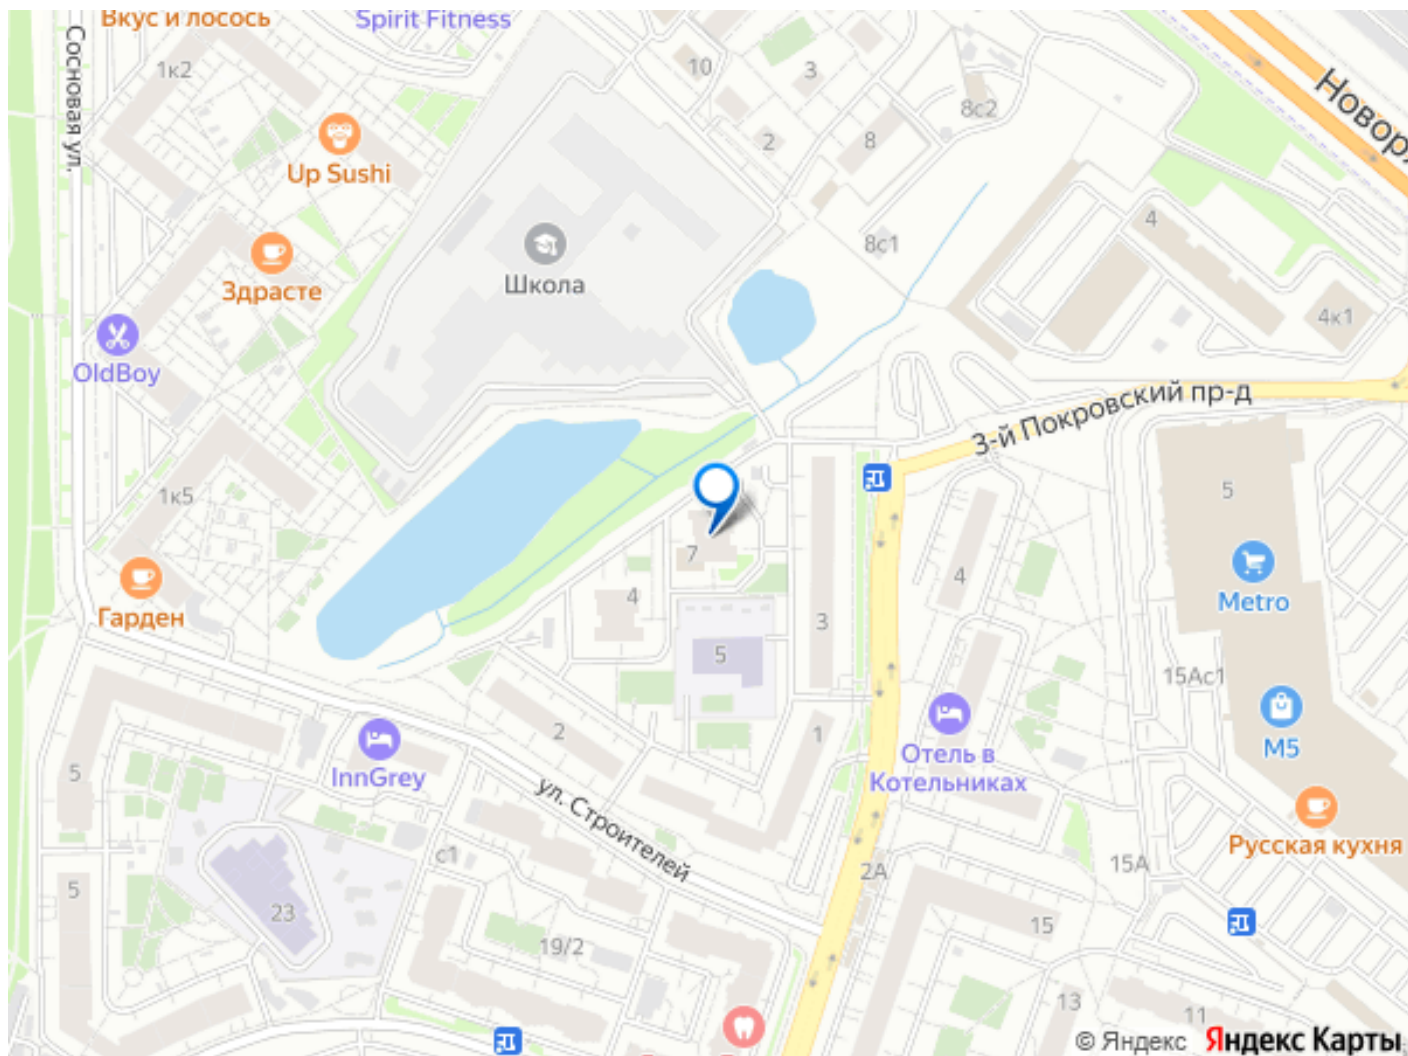 Вкус и лосось
Spirit Fitness
Сосновая ул.
1к2
10
3
8с2
Up Sushi
2
8
4
Школа
8с1
Здрасте
4к1
OldBoy
3-й Покровский пр-д
1к5
5
7
4
4
Metro
Гарден
3
5
15Ас1
2
1
Отель в
Котельниках
М5
5
InnGrey
ул. Строителей
Русская кухня
с1
2А
15А
5
23
15
19/2
13
11
© Яндекс
Яндекс Карты